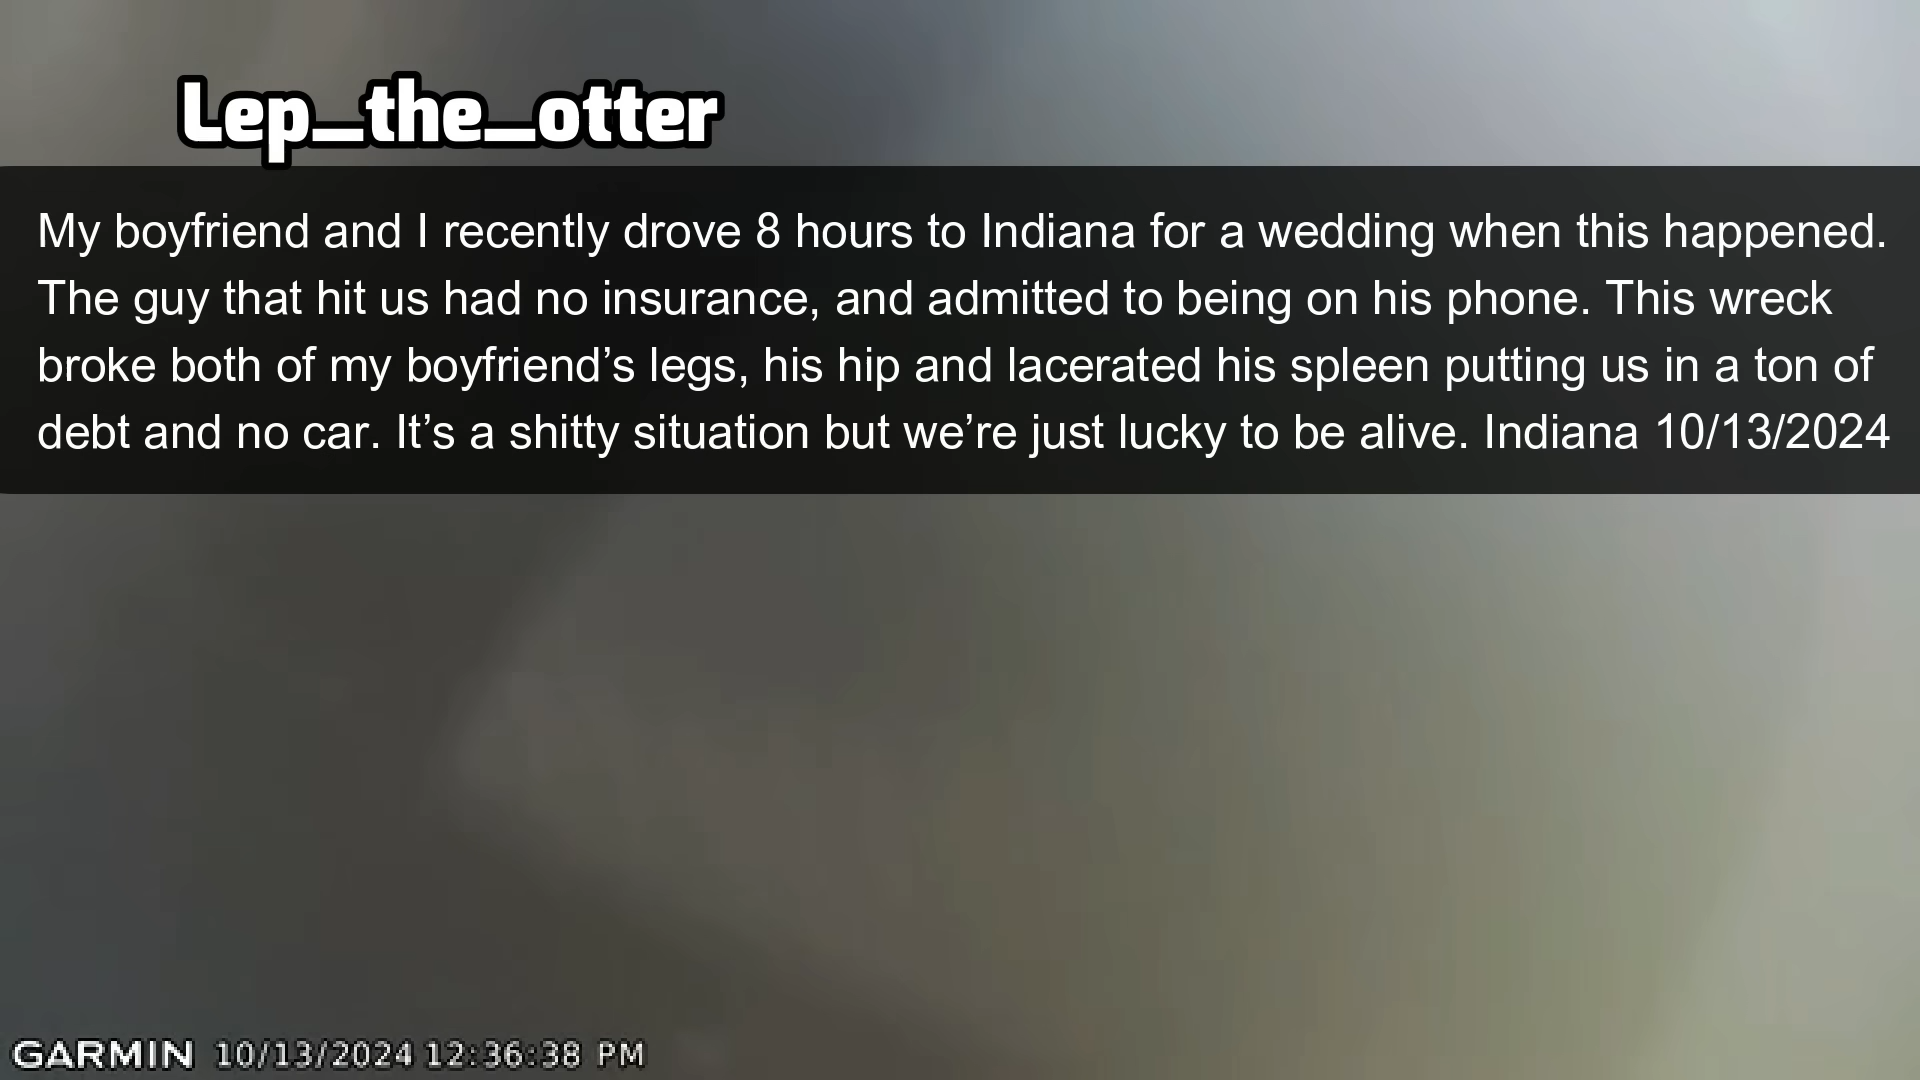 Lep_the_otter
My boyfriend and I recently drove 8 hours to Indiana for a wedding when this happened.
The guy that hit us had no insurance, and admitted to being on his phone. This wreck
broke both of my boyfriend’s legs, his hip and lacerated his spleen putting us in a ton of
debt and no car. It’s a shitty situation but we’re just lucky to be alive. Indiana 10/13/2024
GARMIN 10/13/2024 12:36:38 PM